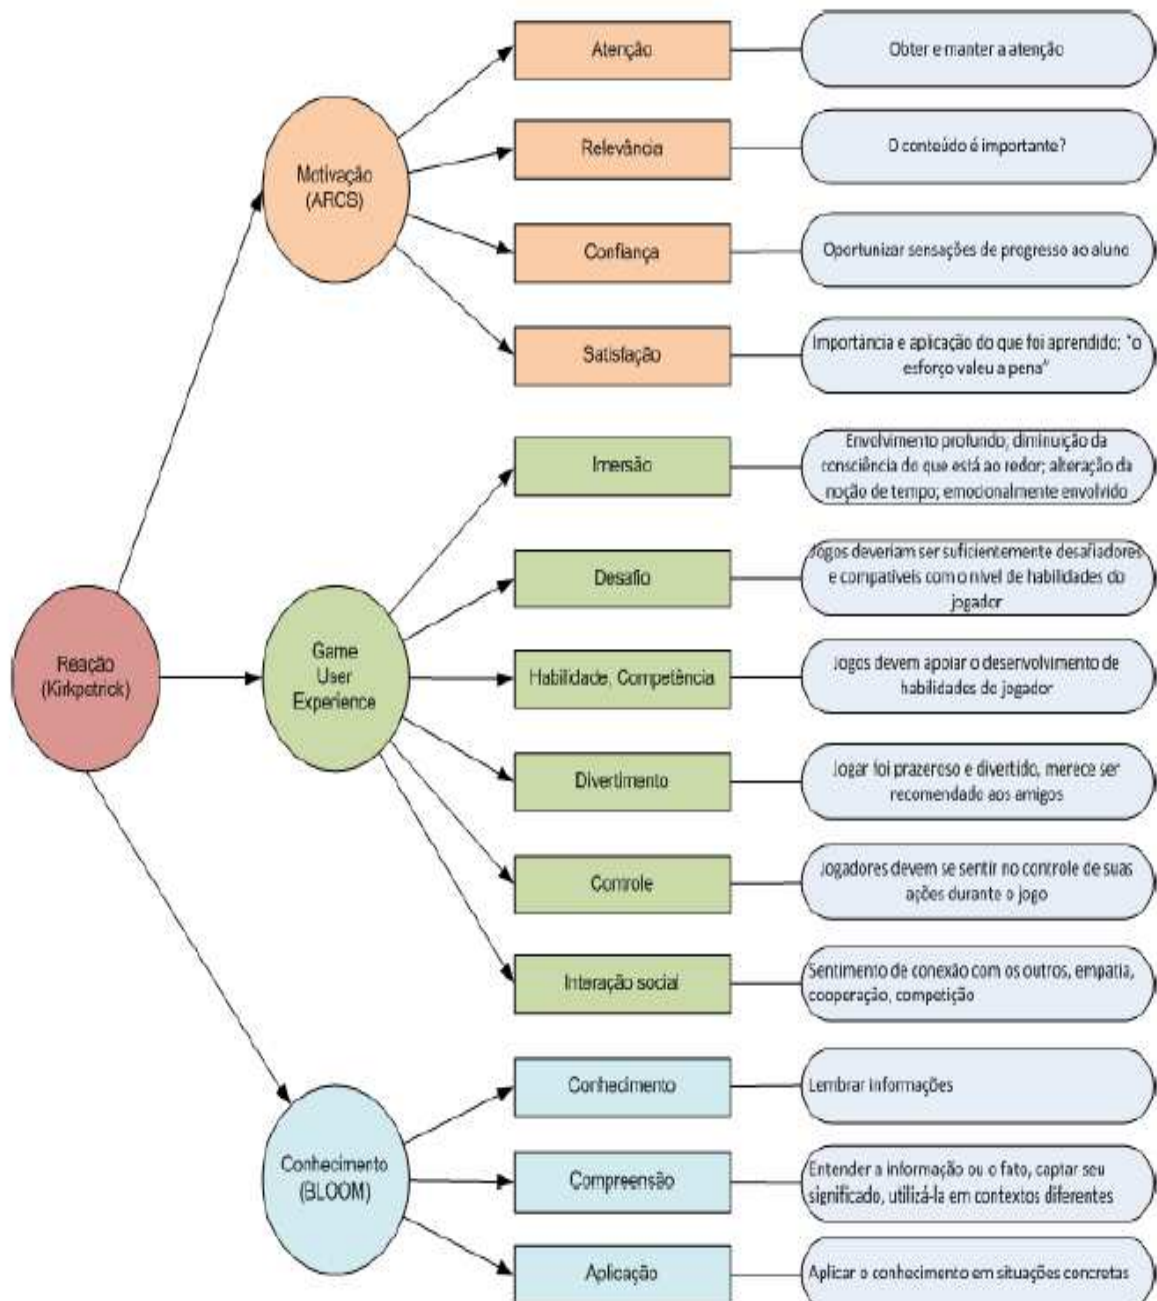 Atenção
Obter e manter a atenção
Relevância
O conteúdo é importante?
Motivação
(ARCS)
Confiança
Oportunizar sensações de progresso ao aluno
Satisfação
Importância e aplicação do que foi aprendido: "o
esforço valeu a pena"
Imersão
Envolvimento profundo; diminuição da
consciência do que está ao redor; alteração da
noção de tempo; emocionalmente envolvido
Desafio
Jogos deveriam ser suficientemente desafiadores
e compatíveis com o nível de habilidades do
jogador
Reação
(Kirkpatrick)
Game
User
Experience
Habilidade, Competência
Jogos devem apoiar o desenvolvimento de
habilidades do jogador
Divertimento
Jogar foi prazeroso e divertido, merece ser
recomendado aos amigos
Controle
Jogadores devem se sentir no controle de suas
ações durante o jogo
Interação social
Sentimento de conexão com os outros, empatia,
cooperação, competição
Conhecimento
Lembrar informações
Conhecimento
(BLOOM)
Compreensão
Entender a informação ou o fato, captar seu
significado, utilizá-la em contextos diferentes
Aplicação
Aplicar o conhecimento em situações concretas